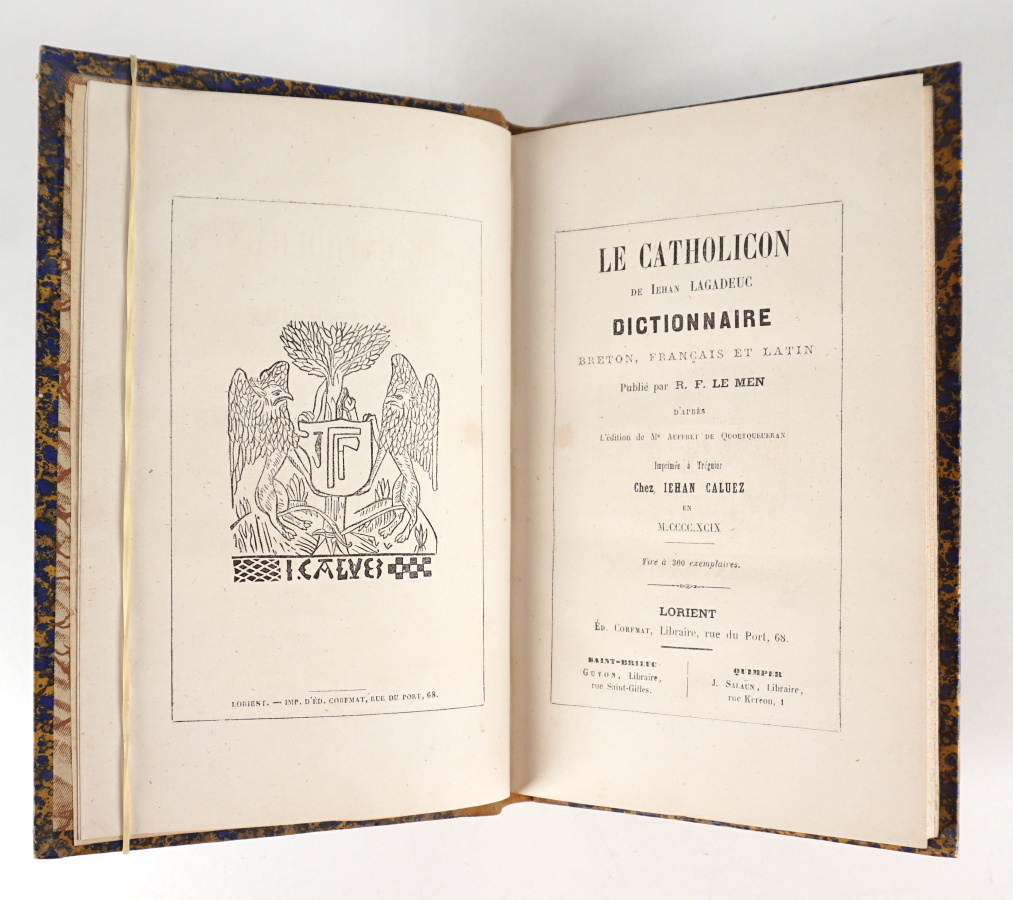 I. CALVEZ
LORIENT. — IMP. D'ÉD. CORFMAT, RUE DU PORT, 68.
LE CATHOLICON
DE IEHAN LAGADEUC
DICTIONNAIRE
BRETON, FRANÇAIS ET LATIN
Publié par R. F. LE MEN
D'APRÈS
L'édition de Me AUFFRET DE QUOETQUEUERAN
Imprimée à Tréguier
Chez IEHAN CALUEZ
EN
M.CCCC.XCIX
Tiré à 300 exemplaires.
LORIENT
ÉD. CORFMAT, Libraire, rue du Port, 68.
SAINT-BRIEUC
GUYON, Libraire,
rue Saint-Gilles.
QUIMPER
J. SALAÜN, Libraire,
rue Kereon, 1